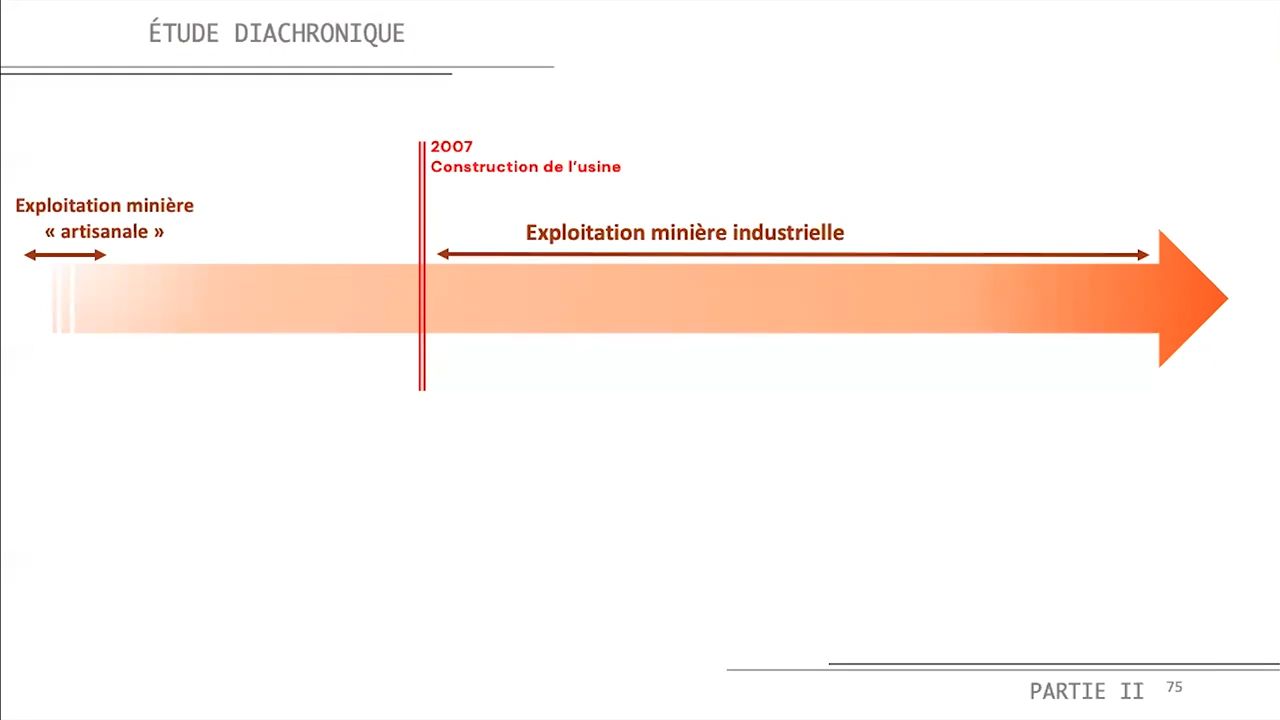 ÉTUDE DIACHRONIQUE
2007
Construction de l’usine
Exploitation minière
« artisanale »
Exploitation minière industrielle
PARTIE II 75